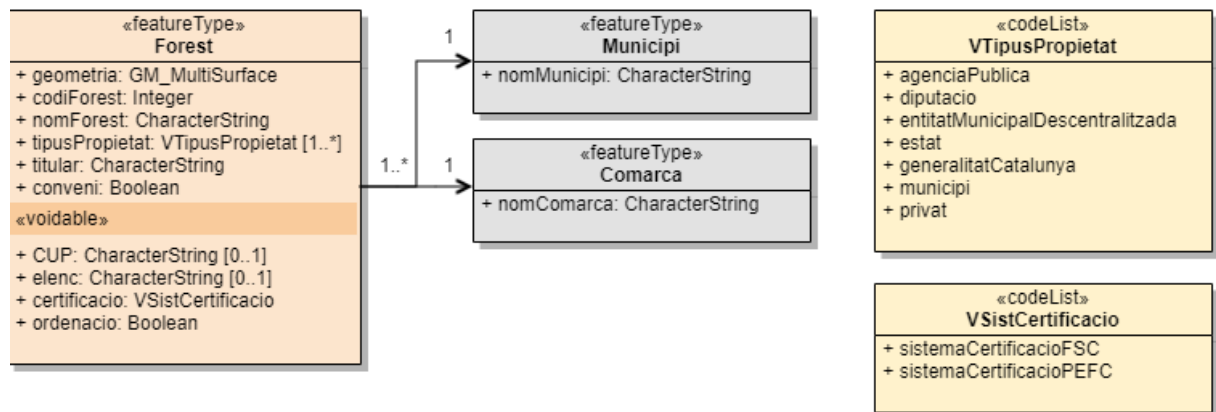 «featureType»
Forest
+ geometria: GM_MultiSurface
+ codiForest: Integer
+ nomForest: CharacterString
+ tipusPropietat: VTipusPropietat [1..*]
+ titular: CharacterString
+ conveni: Boolean
«voidable»
+ CUP: CharacterString [0..1]
+ elenc: CharacterString [0..1]
+ certificacio: VSistCertificacio
+ ordenacio: Boolean
1..*
1
1
«featureType»
Municipi
+ nomMunicipi: CharacterString
«featureType»
Comarca
+ nomComarca: CharacterString
«codeList»
VTipusPropietat
+ agenciaPublica
+ diputacio
+ entitatMunicipalDescentralitzada
+ estat
+ generalitatCatalunya
+ municipi
+ privat
«codeList»
VSistCertificacio
+ sistemaCertificacioFSC
+ sistemaCertificacioPEFC